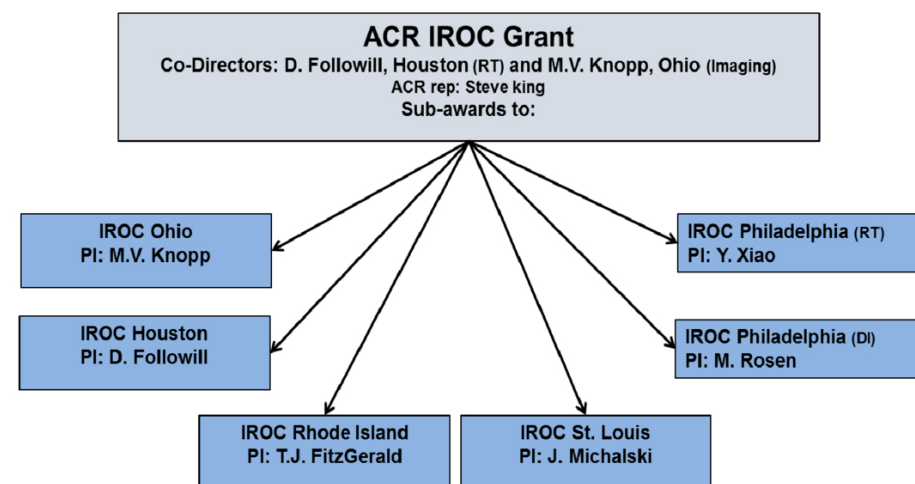 ACR IROC Grant
Co-Directors: D. Followill, Houston (RT) and M.V. Knopp, Ohio (Imaging)
ACR rep: Steve king
Sub-awards to:
IROC Ohio
PI: M.V. Knopp
IROC Philadelphia (RT)
PI: Y. Xiao
IROC Houston
PI: D. Followill
IROC Philadelphia (DI)
PI: M. Rosen
IROC Rhode Island
PI: T.J. FitzGerald
IROC St. Louis
PI: J. Michalski